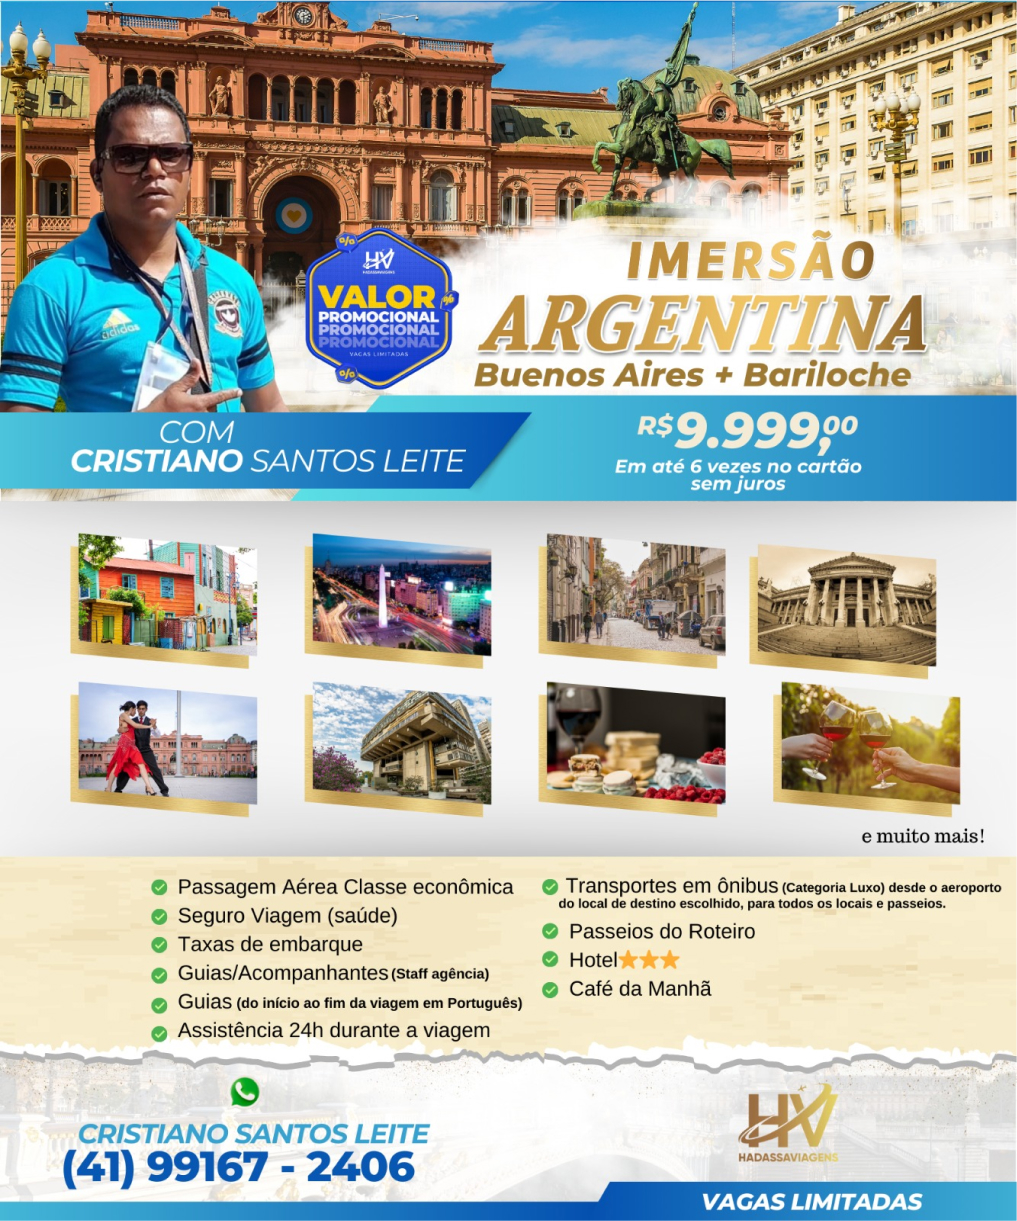 IMERSÃO
ARGENTINA
Buenos Aires + Bariloche
%
HV
HADASSAVIAGENS
VALOR
%
PROMOCIONAL
PROMOCIONAL
PROMOCIONAL
VAGAS LIMITADAS
%
adidas
COM
CRISTIANO SANTOS LEITE
R$9.999,00
Em até 6 vezes no cartão
sem juros
e muito mais!
Passagem Aérea Classe econômica
Seguro Viagem (saúde)
Taxas de embarque
Guias/Acompanhantes (Staff agência)
Guias (do início ao fim da viagem em Português)
Assistência 24h durante a viagem
Transportes em ônibus (Categoria Luxo) desde o aeroporto
do local de destino escolhido, para todos os locais e passeios.
Passeios do Roteiro
Hotel
Café da Manhã
CRISTIANO SANTOS LEITE
(41) 99167 - 2406
HV
HADASSAVIAGENS
VAGAS LIMITADAS